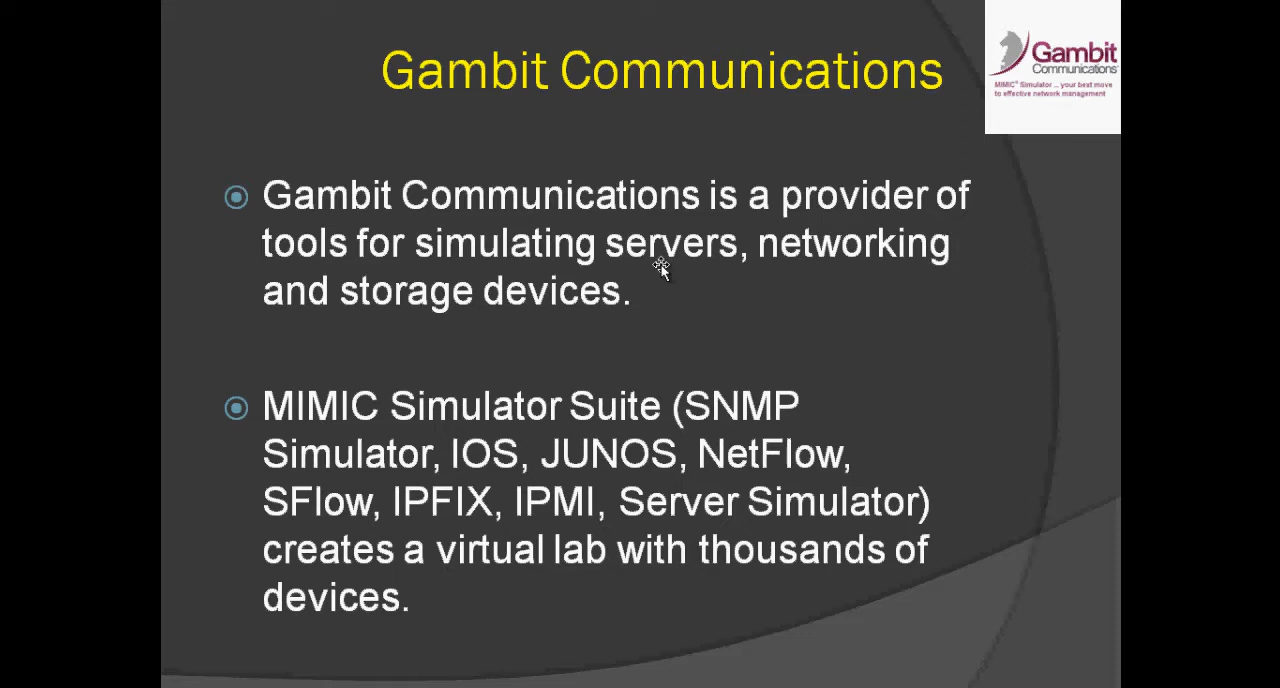 Gambit Communications
Gambit
Communications
MIMIC® Simulator ... your best move
to effective network management
Gambit Communications is a provider of
tools for simulating servers, networking
and storage devices.
MIMIC Simulator Suite (SNMP
Simulator, IOS, JUNOS, NetFlow,
SFlow, IPFIX, IPMI, Server Simulator)
creates a virtual lab with thousands of
devices.